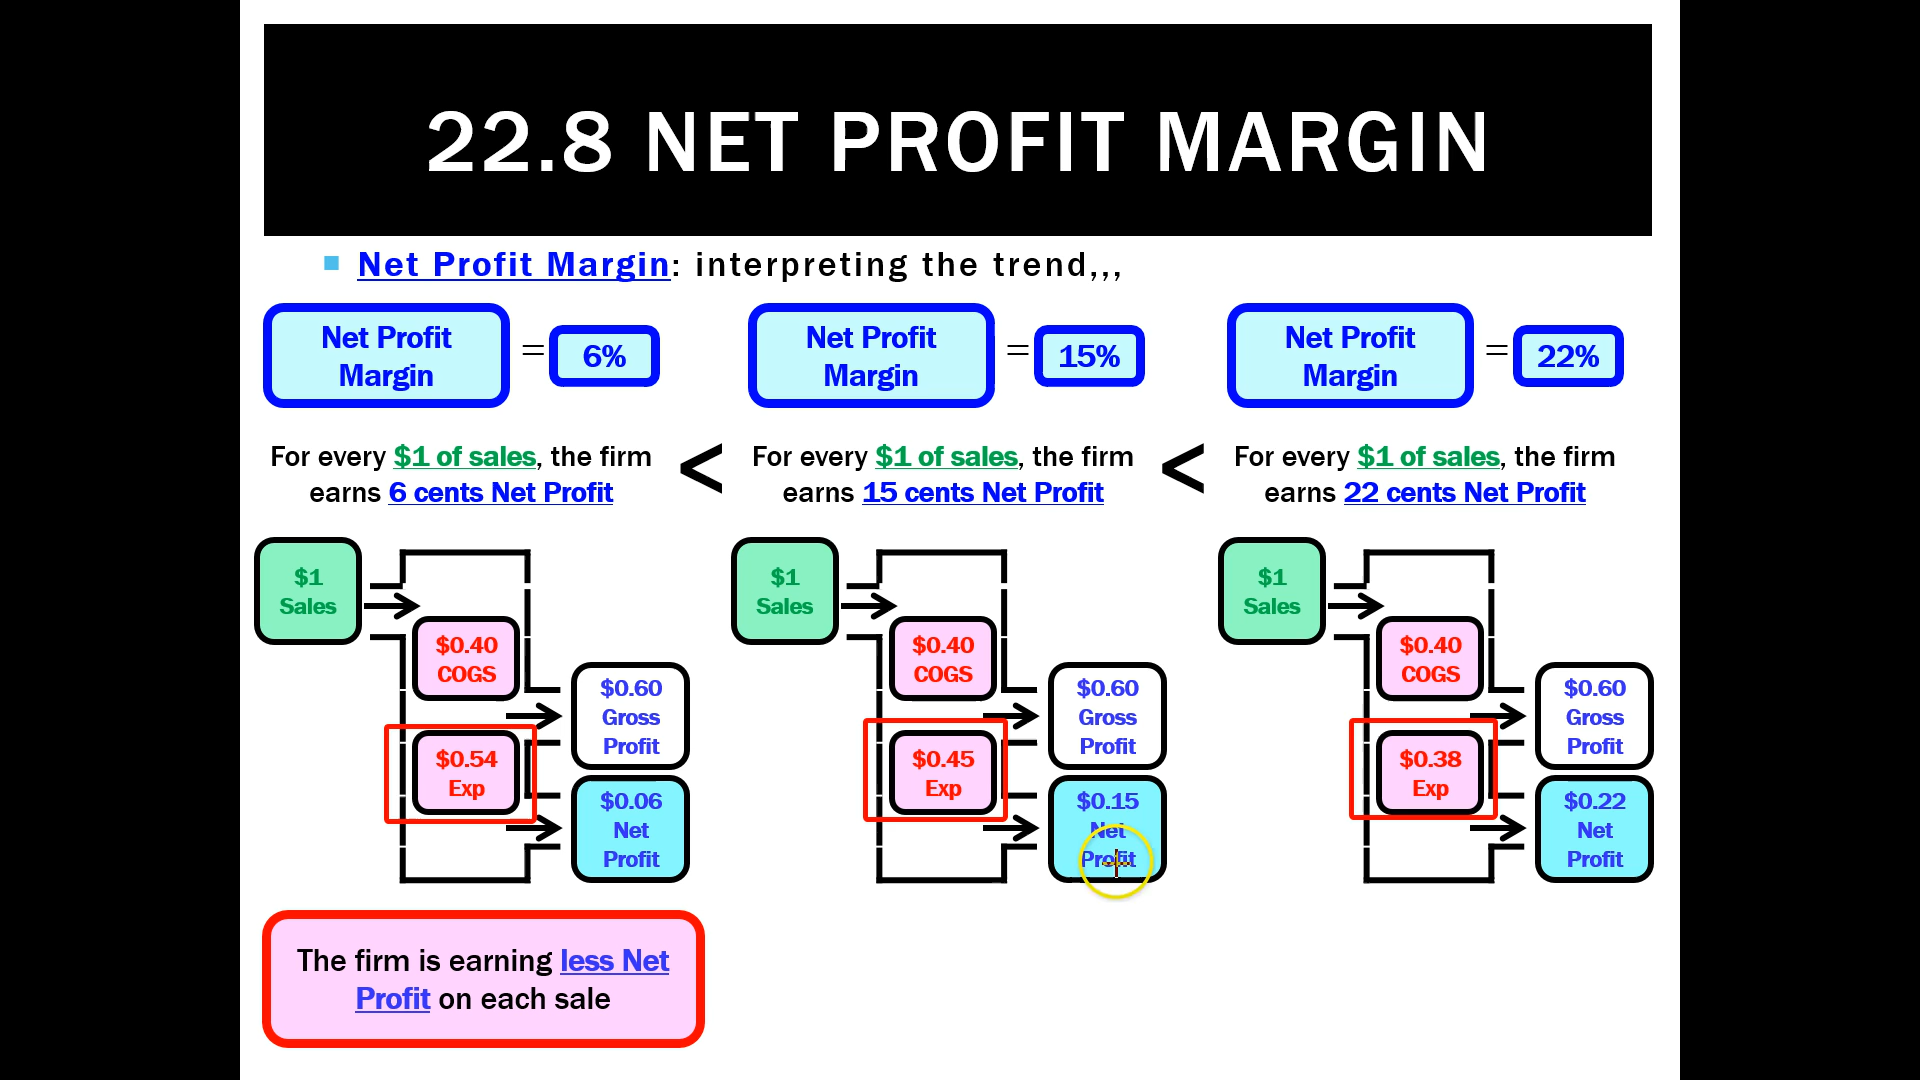 22.8 NET PROFIT MARGIN
Net Profit Margin: interpreting the trend,,,
Net Profit
Margin
=
6%
Net Profit
Margin
=
15%
Net Profit
Margin
=
22%
For every $1 of sales, the firm
earns 6 cents Net Profit
<
For every $1 of sales, the firm
earns 15 cents Net Profit
<
For every $1 of sales, the firm
earns 22 cents Net Profit
$1
Sales
$0.40
COGS
$0.60
Gross
Profit
$0.54
Exp
$0.06
Net
Profit
$1
Sales
$0.40
COGS
$0.60
Gross
Profit
$0.45
Exp
$0.15
Net
Profit
$1
Sales
$0.40
COGS
$0.60
Gross
Profit
$0.38
Exp
$0.22
Net
Profit
The firm is earning less Net
Profit on each sale